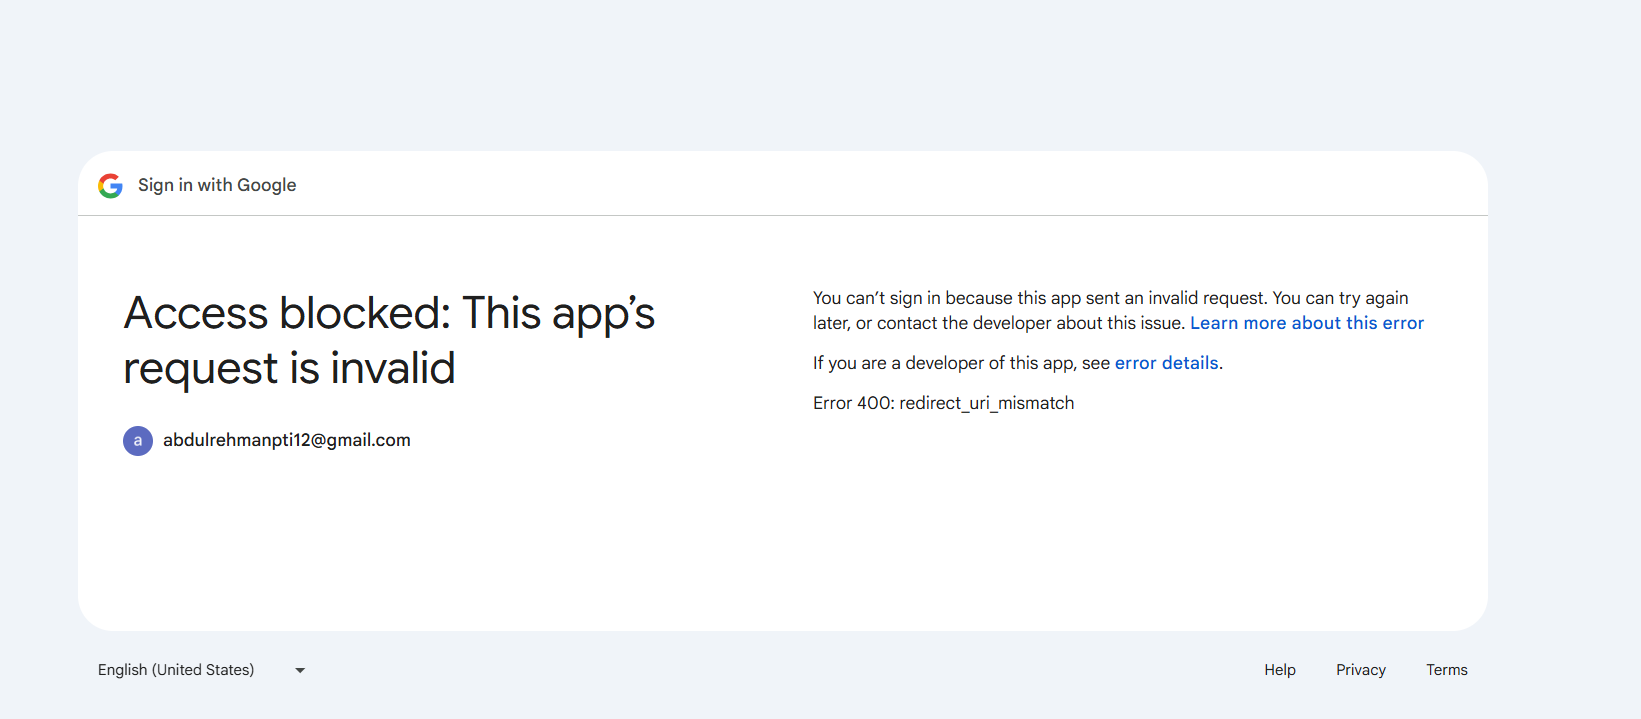 Sign in with Google
Access blocked: This app’s
request is invalid
a abdulrehmanpti12@gmail.com
You can’t sign in because this app sent an invalid request. You can try again
later, or contact the developer about this issue. Learn more about this error
If you are a developer of this app, see error details.
Error 400: redirect_uri_mismatch
English (United States)
Help Privacy Terms